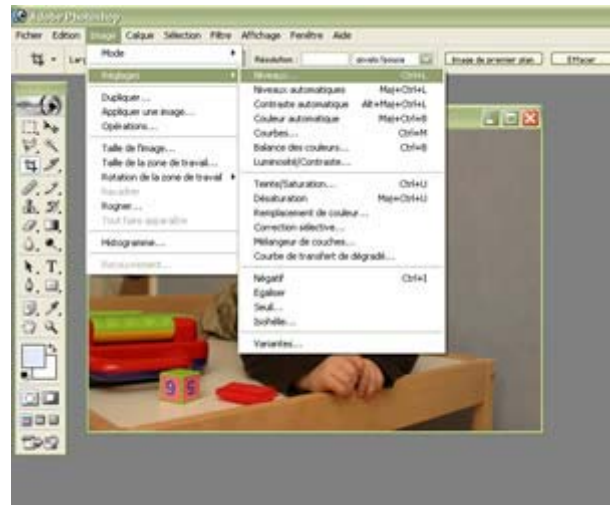 Adobe Photoshop
Fichier Edition Image Calque Sélection Filtre Affichage Fenêtre Aide
Résolution : Image de premier plan Effacer
Mode
Réglages
Dupliquer...
Appliquer une image...
Opérations...
Taille de l'image...
Taille de la zone de travail...
Rotation de la zone de travail
Recadrer
Rogner...
Tout faire apparaître
Histogramme...
Niveaux... Ctrl+L
Niveaux automatiques Maj+Ctrl+L
Contraste automatique Alt+Maj+Ctrl+L
Couleur automatique Maj+Ctrl+B
Courbes... Ctrl+M
Balance des couleurs... Ctrl+B
Luminosité/Contraste...
Teinte/Saturation... Ctrl+U
Désaturation Maj+Ctrl+U
Remplacement de couleur...
Correction sélective...
Mélangeur de couches...
Courbe de transfert de dégradé...
Négatif Ctrl+I
Egaliser
Seuil...
Isohélie...
Variantes...
9 5